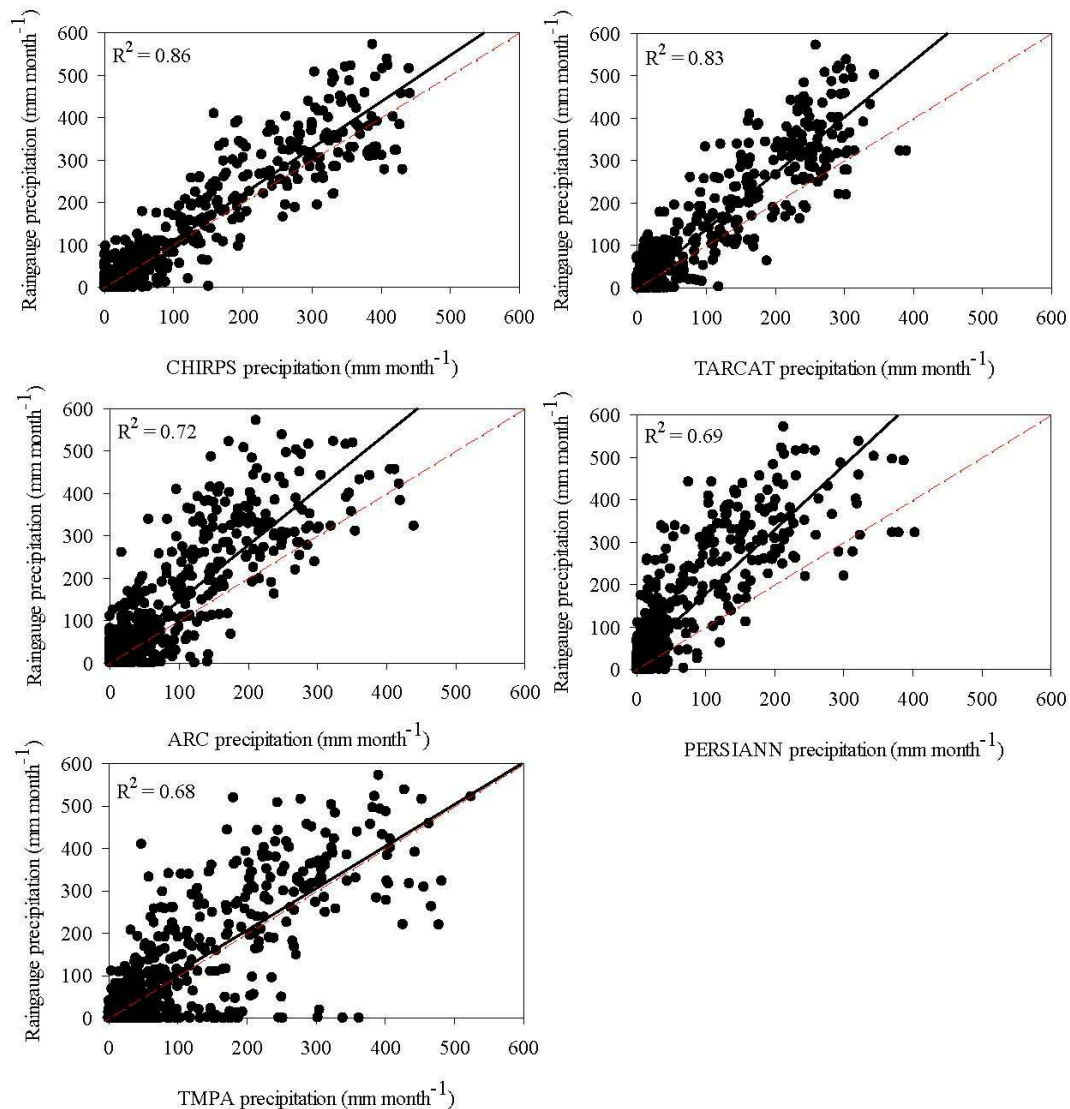 Raingauge precipitation (mm month-1)
600
500
400
300
200
100
0
R2 = 0.86
0 100 200 300 400 500 600
CHIRPS precipitation (mm month-1)
Raingauge precipitation (mm month-1)
600
500
400
300
200
100
0
R2 = 0.83
0 100 200 300 400 500 600
TARCAT precipitation (mm month-1)
Raingauge precipitation (mm month-1)
600
500
400
300
200
100
0
R2 = 0.72
0 100 200 300 400 500 600
ARC precipitation (mm month-1)
Raingauge precipitation (mm month-1)
600
500
400
300
200
100
0
R2 = 0.69
0 100 200 300 400 500 600
PERSIANN precipitation (mm month-1)
Raingauge precipitation (mm month-1)
600
500
400
300
200
100
0
R2 = 0.68
0 100 200 300 400 500 600
TMPA precipitation (mm month-1)